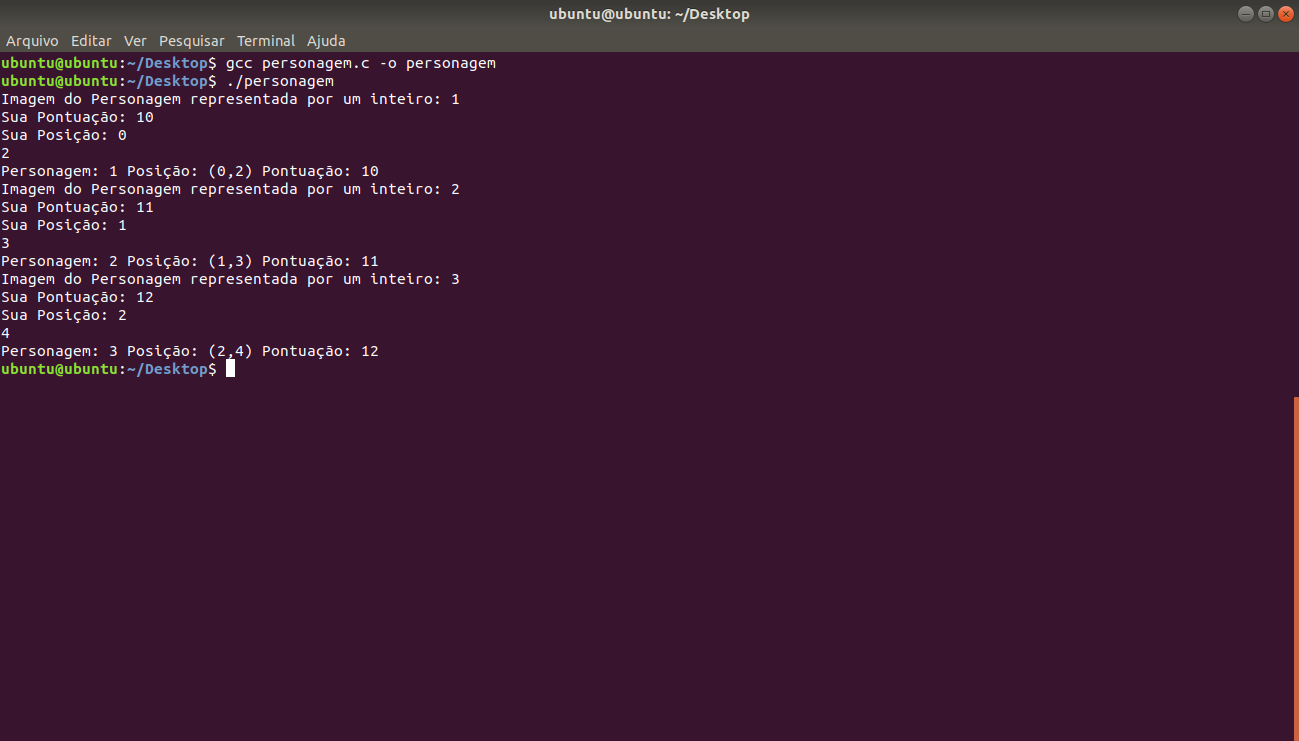 ubuntu@ubuntu: ~/Desktop
Arquivo Editar Ver Pesquisar Terminal Ajuda
ubuntu@ubuntu:~/Desktop$ gcc personagem.c -o personagem
ubuntu@ubuntu:~/Desktop$ ./personagem
Imagem do Personagem representada por um inteiro: 1
Sua Pontuação: 10
Sua Posição: 0
2
Personagem: 1 Posição: (0,2) Pontuação: 10
Imagem do Personagem representada por um inteiro: 2
Sua Pontuação: 11
Sua Posição: 1
3
Personagem: 2 Posição: (1,3) Pontuação: 11
Imagem do Personagem representada por um inteiro: 3
Sua Pontuação: 12
Sua Posição: 2
4
Personagem: 3 Posição: (2,4) Pontuação: 12
ubuntu@ubuntu:~/Desktop$